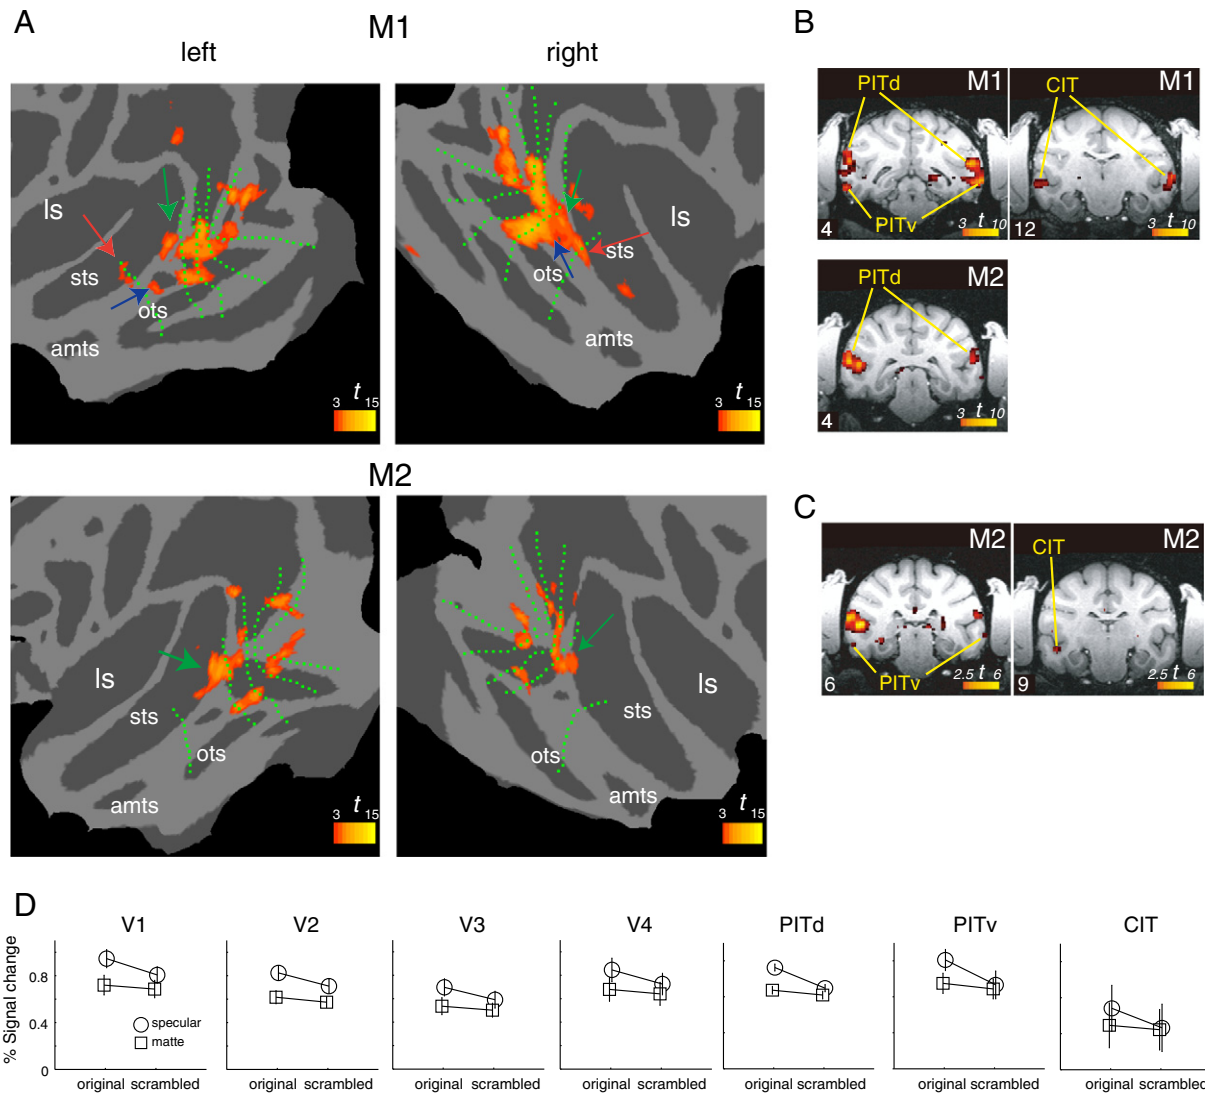 A
M1
left
right
ls
sts
ots
amts
t
3 15
ls
sts
ots
amts
t
3 15
M2
ls
sts
ots
amts
t
3 15
ls
sts
ots
amts
t
3 15
B
PITd
M1
PITv
4
3 t 10
CIT
M1
12
3 t 10
PITd
M2
4
3 t 10
C
M2
PITv
6
2.5 t 6
CIT
M2
9
2.5 t 6
D
V1
V2
V3
V4
PITd
PITv
CIT
% Signal change
0.8
0.4
0
specular
matte
original scrambled
original scrambled
original scrambled
original scrambled
original scrambled
original scrambled
original scrambled